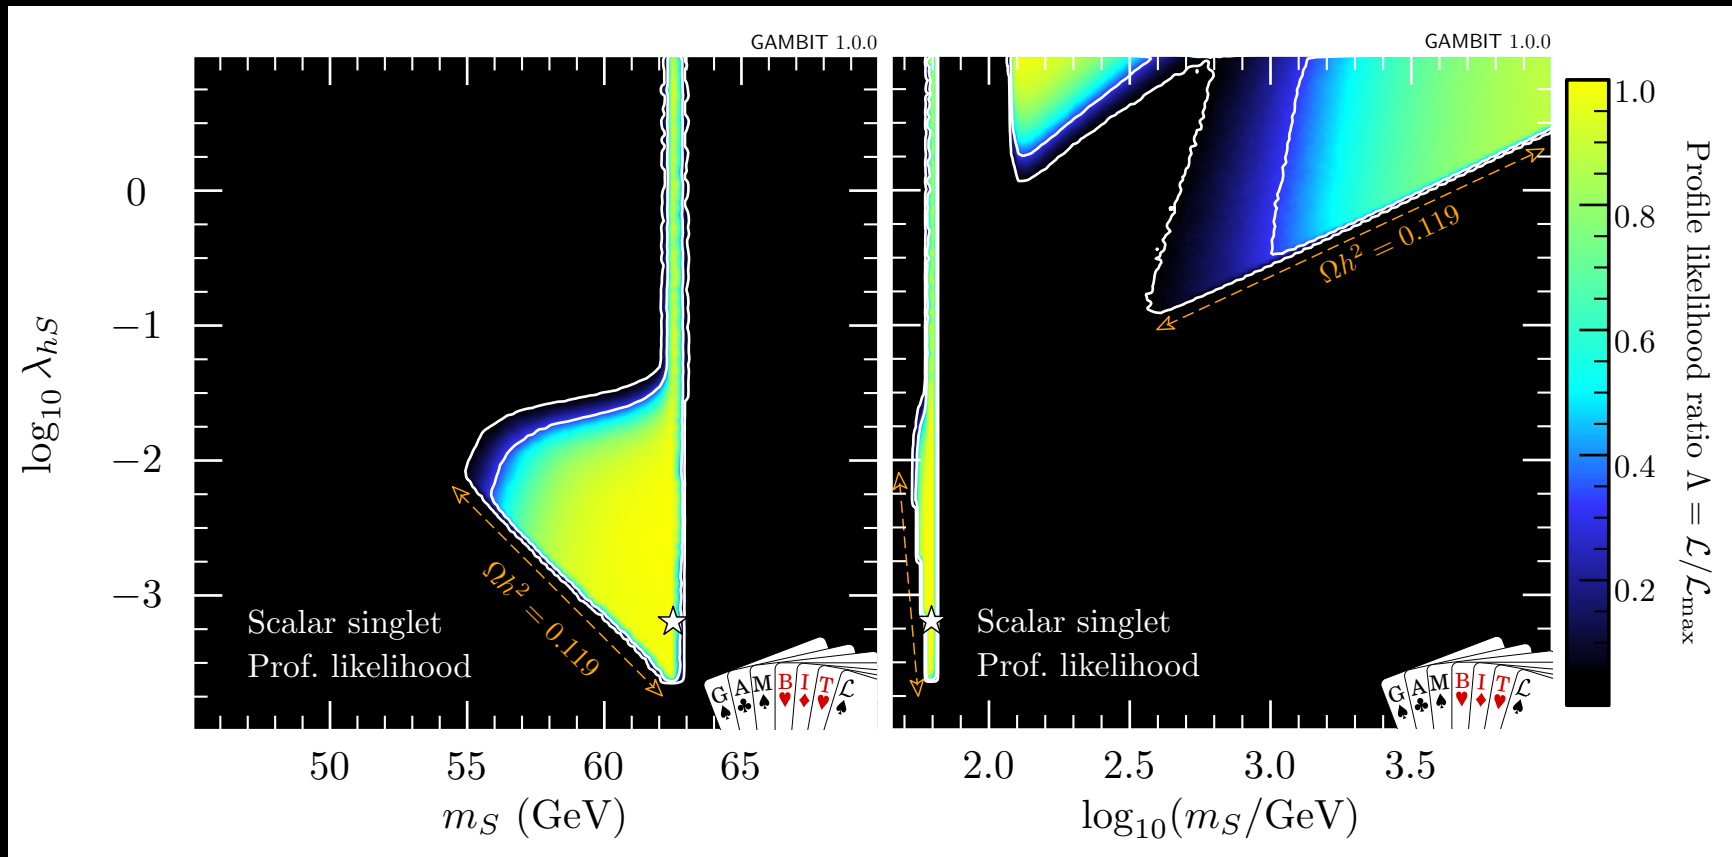 GAMBIT 1.0.0
GAMBIT 1.0.0
log₁₀ λₕS
0
−1
−2
−3
Ωh² = 0.119
Scalar singlet
Prof. likelihood
G A M B I T L
50 55 60 65
m_S (GeV)
Ωh² = 0.119
Scalar singlet
Prof. likelihood
G A M B I T L
2.0 2.5 3.0 3.5
log₁₀(m_S/GeV)
1.0
0.8
0.6
0.4
0.2
Profile likelihood ratio Λ = ℒ/ℒmax